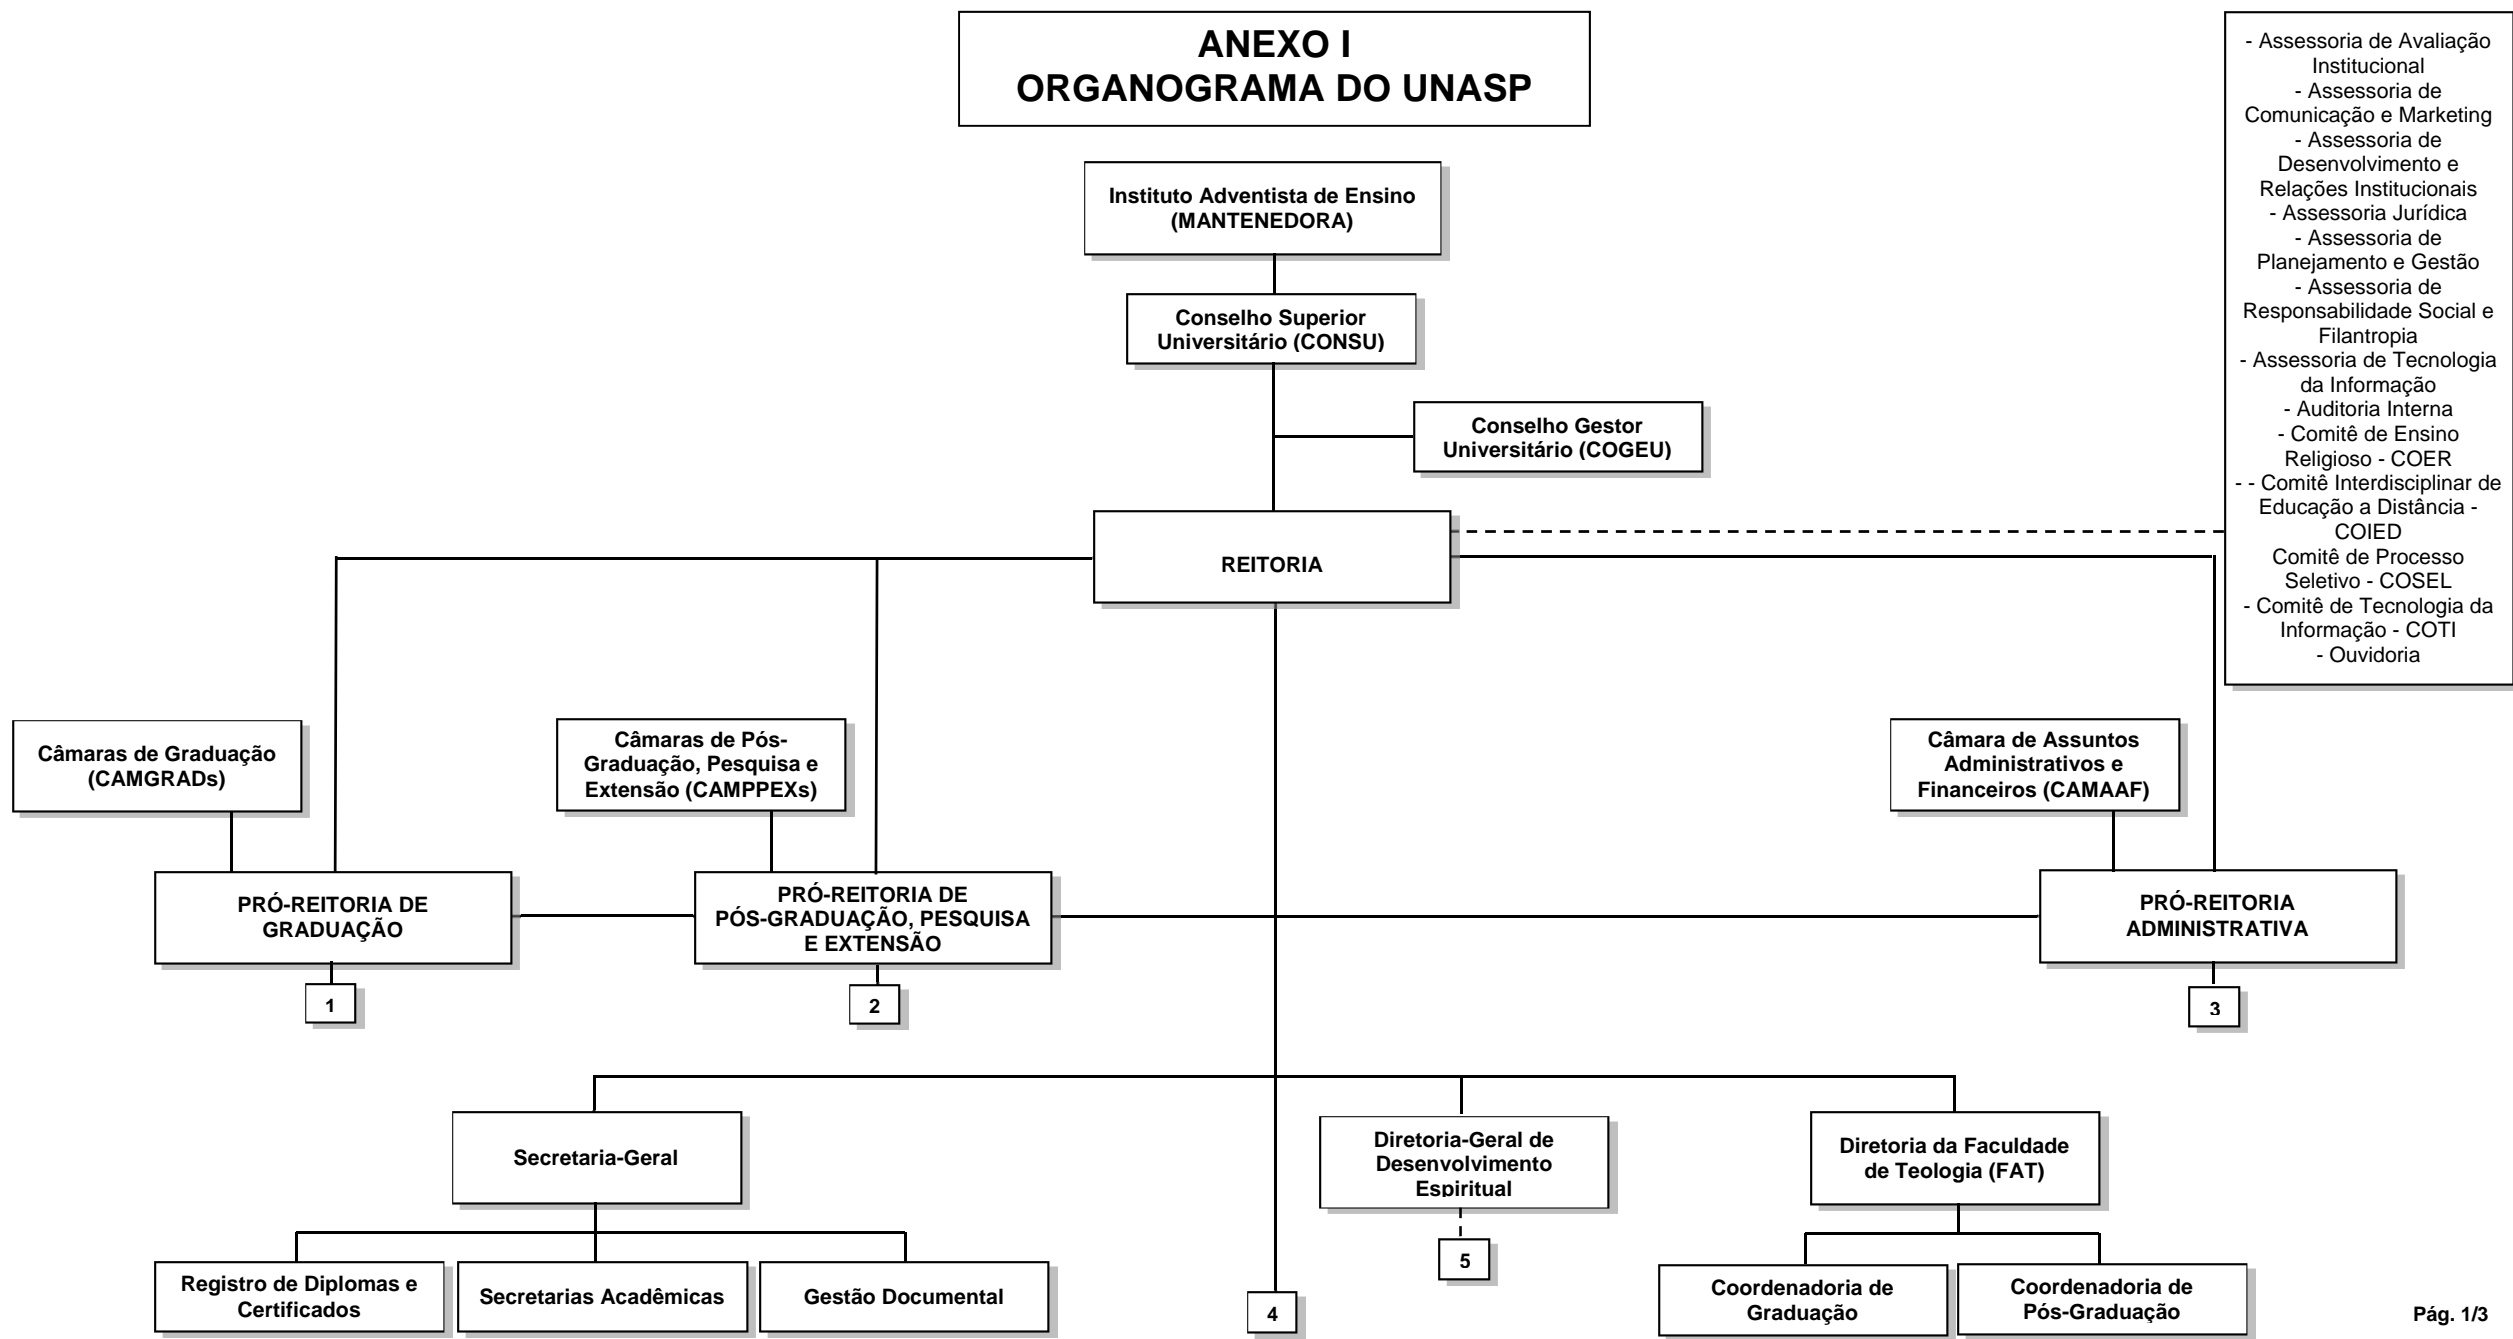 ANEXO I
ORGANOGRAMA DO UNASP
- Assessoria de Avaliação
Institucional
- Assessoria de
Comunicação e Marketing
- Assessoria de
Desenvolvimento e
Relações Institucionais
- Assessoria Jurídica
- Assessoria de
Planejamento e Gestão
- Assessoria de
Responsabilidade Social e
Filantropia
- Assessoria de Tecnologia
da Informação
- Auditoria Interna
- Comitê de Ensino
Religioso - COER
- - Comitê Interdisciplinar de
Educação a Distância -
COIED
Comitê de Processo
Seletivo - COSEL
- Comitê de Tecnologia da
Informação - COTI
- Ouvidoria
Instituto Adventista de Ensino
(MANTENEDORA)
Conselho Superior
Universitário (CONSU)
Conselho Gestor
Universitário (COGEU)
REITORIA
Câmaras de Graduação
(CAMGRADs)
Câmaras de Pós-
Graduação, Pesquisa e
Extensão (CAMPPEXs)
Câmara de Assuntos
Administrativos e
Financeiros (CAMAAF)
PRÓ-REITORIA DE
GRADUAÇÃO
PRÓ-REITORIA DE
PÓS-GRADUAÇÃO, PESQUISA
E EXTENSÃO
PRÓ-REITORIA
ADMINISTRATIVA
1
2
3
Secretaria-Geral
Diretoria-Geral de
Desenvolvimento
Espiritual
Diretoria da Faculdade
de Teologia (FAT)
5
Registro de Diplomas e
Certificados
Secretarias Acadêmicas
Gestão Documental
4
Coordenadoria de
Graduação
Coordenadoria de
Pós-Graduação
Pág. 1/3